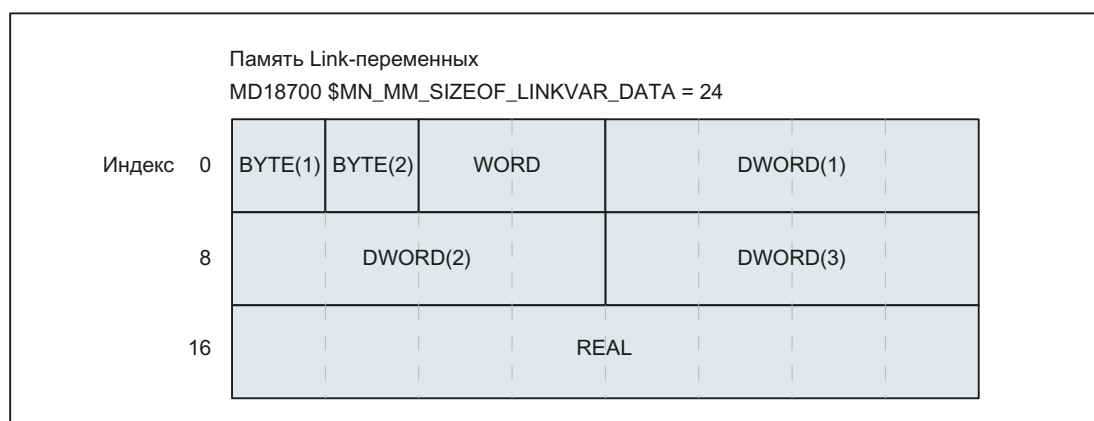 Память Link-переменных
MD18700 $MN_MM_SIZEOF_LINKVAR_DATA = 24
Индекс 0 BYTE(1) BYTE(2) WORD DWORD(1)
8 DWORD(2) DWORD(3)
16 REAL